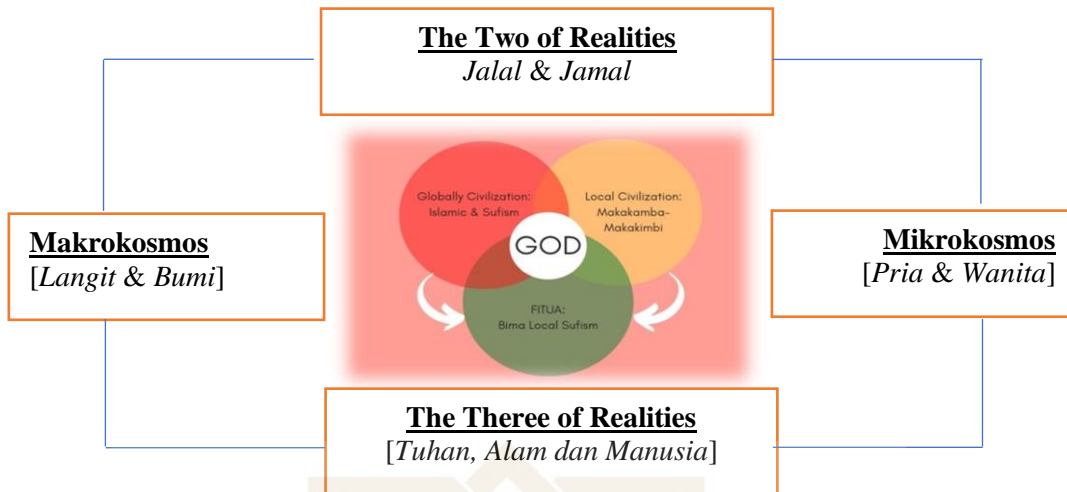 The Two of Realities
Jalal & Jamal
Globally Civilization:
Islamic & Sufism
Local Civilization:
Makakamba-
Makakimbi
GOD
Makrokosmos
[Langit & Bumi]
Mikrokosmos
[Pria & Wanita]
FITUA:
Bima Local Sufism
The Theree of Realities
[Tuhan, Alam dan Manusia]